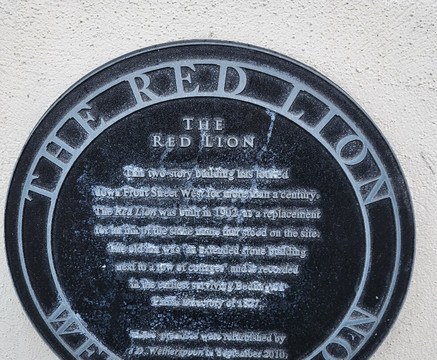 THE RED LION
THE
RED LION
This two-story building has looked
down Front Street West for more than a century.
The Red Lion was built in 1902, as a replacement
for an inn of the same name that stood on the site.
The old inn was 'an extended stone building
next to a row of cottages' and is recorded
in the earliest surviving Bedlington
trade directory of 1827.
These premises were refurbished by
J.D. Wetherspoon in September 2010.
WE
ON